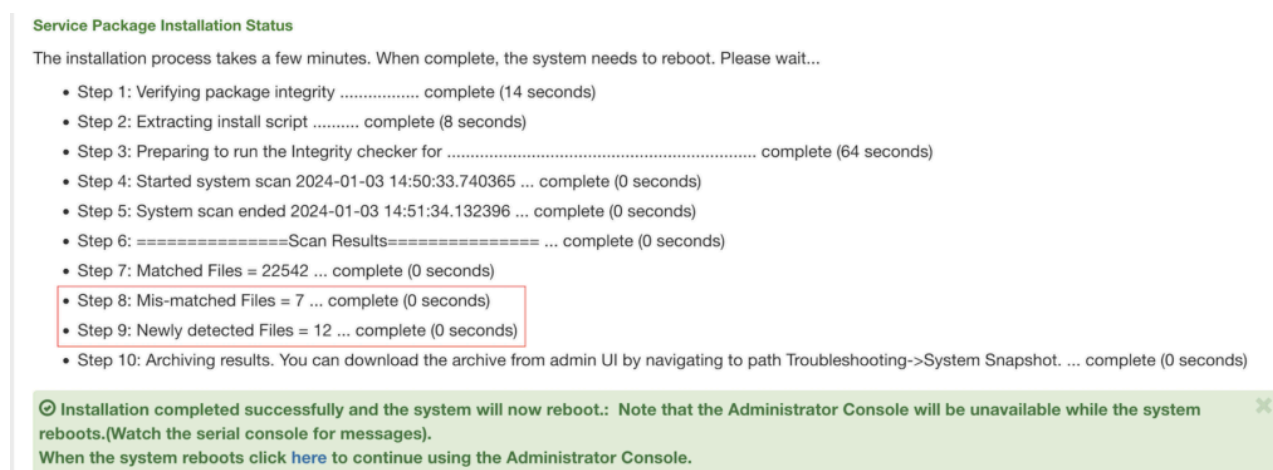 Service Package Installation Status
The installation process takes a few minutes. When complete, the system needs to reboot. Please wait...
• Step 1: Verifying package integrity ................. complete (14 seconds)
• Step 2: Extracting install script .......... complete (8 seconds)
• Step 3: Preparing to run the Integrity checker for .................................................................. complete (64 seconds)
• Step 4: Started system scan 2024-01-03 14:50:33.740365 ... complete (0 seconds)
• Step 5: System scan ended 2024-01-03 14:51:34.132396 ... complete (0 seconds)
• Step 6: ===============Scan Results=============== ... complete (0 seconds)
• Step 7: Matched Files = 22542 ... complete (0 seconds)
• Step 8: Mis-matched Files = 7 ... complete (0 seconds)
• Step 9: Newly detected Files = 12 ... complete (0 seconds)
• Step 10: Archiving results. You can download the archive from admin UI by navigating to path Troubleshooting->System Snapshot. ... complete (0 seconds)
Installation completed successfully and the system will now reboot.: Note that the Administrator Console will be unavailable while the system
reboots.(Watch the serial console for messages).
When the system reboots click here to continue using the Administrator Console.